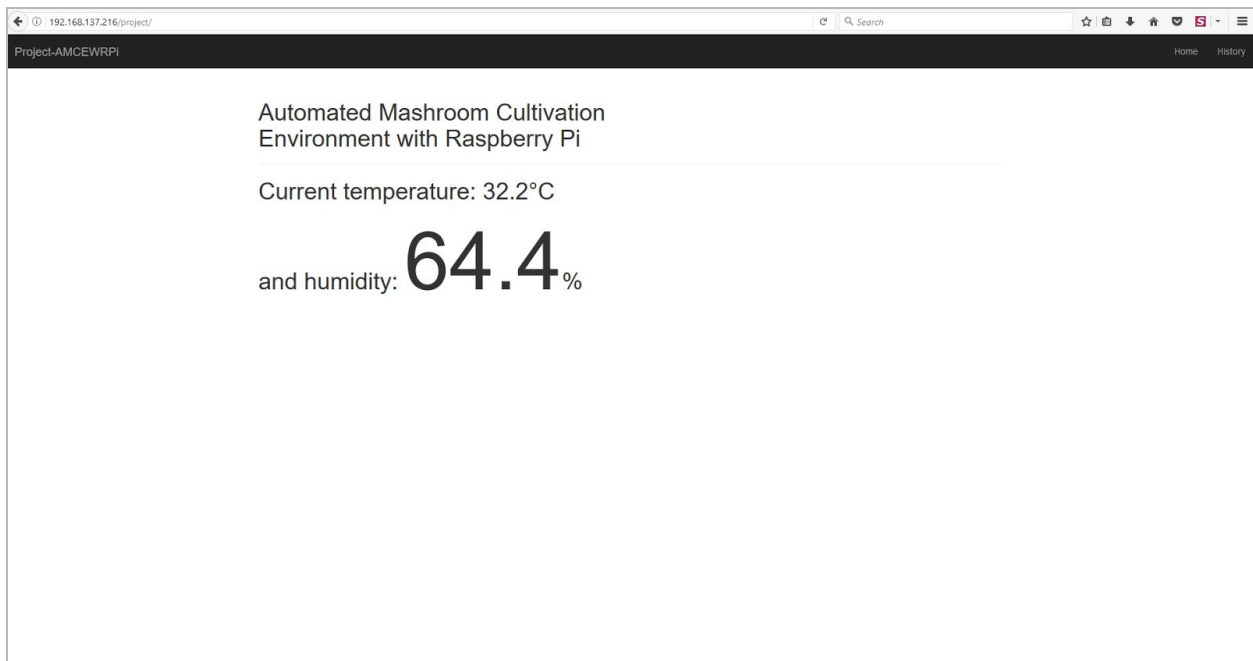 192.168.137.216/project/
Search
Project-AMCEWRPi
Home History
Automated Mashroom Cultivation
Environment with Raspberry Pi
Current temperature: 32.2°C
and humidity: 64.4%